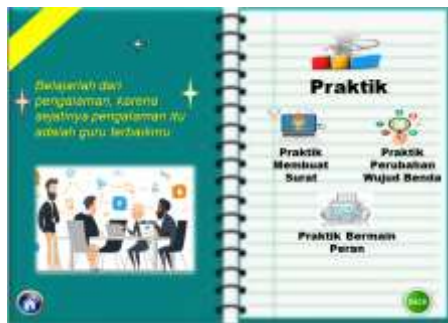 Belajarlah dari
pengalaman, karena
sejatinya pengalaman itu
adalah guru terbaikmu
Praktik
Praktik
Membuat
Surat
Praktik
Perubahan
Wujud Benda
Praktik Bermain
Peran
BACK